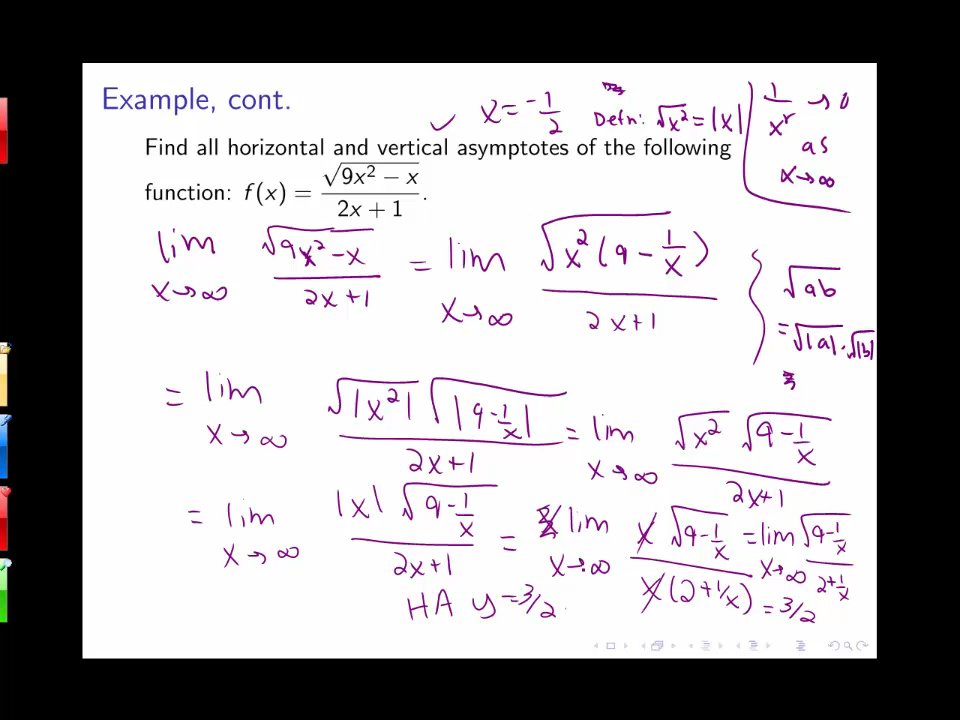 Example, cont.
✓ x = -1/2
Defn: √x² = |x|
1/xʳ → 0
as
x→∞
Find all horizontal and vertical asymptotes of the following
function: f(x) = √(9x² − x) / (2x + 1).
lim x→∞ √(9x²-x) / (2x+1) = lim x→∞ √(x²(9 - 1/x)) / (2x+1)
√ab
= √|a| · √|b|
= lim x→∞ √|x²| √|9-1/x| / (2x+1) = lim x→∞ √x² √(9-1/x) / (2x+1)
= lim x→∞ |x| √(9-1/x) / (2x+1) = lim x→∞ x √(9-1/x) / x(2+1/x) = lim x→∞ √(9-1/x) / (2+1/x)
= 3/2
HA y = 3/2